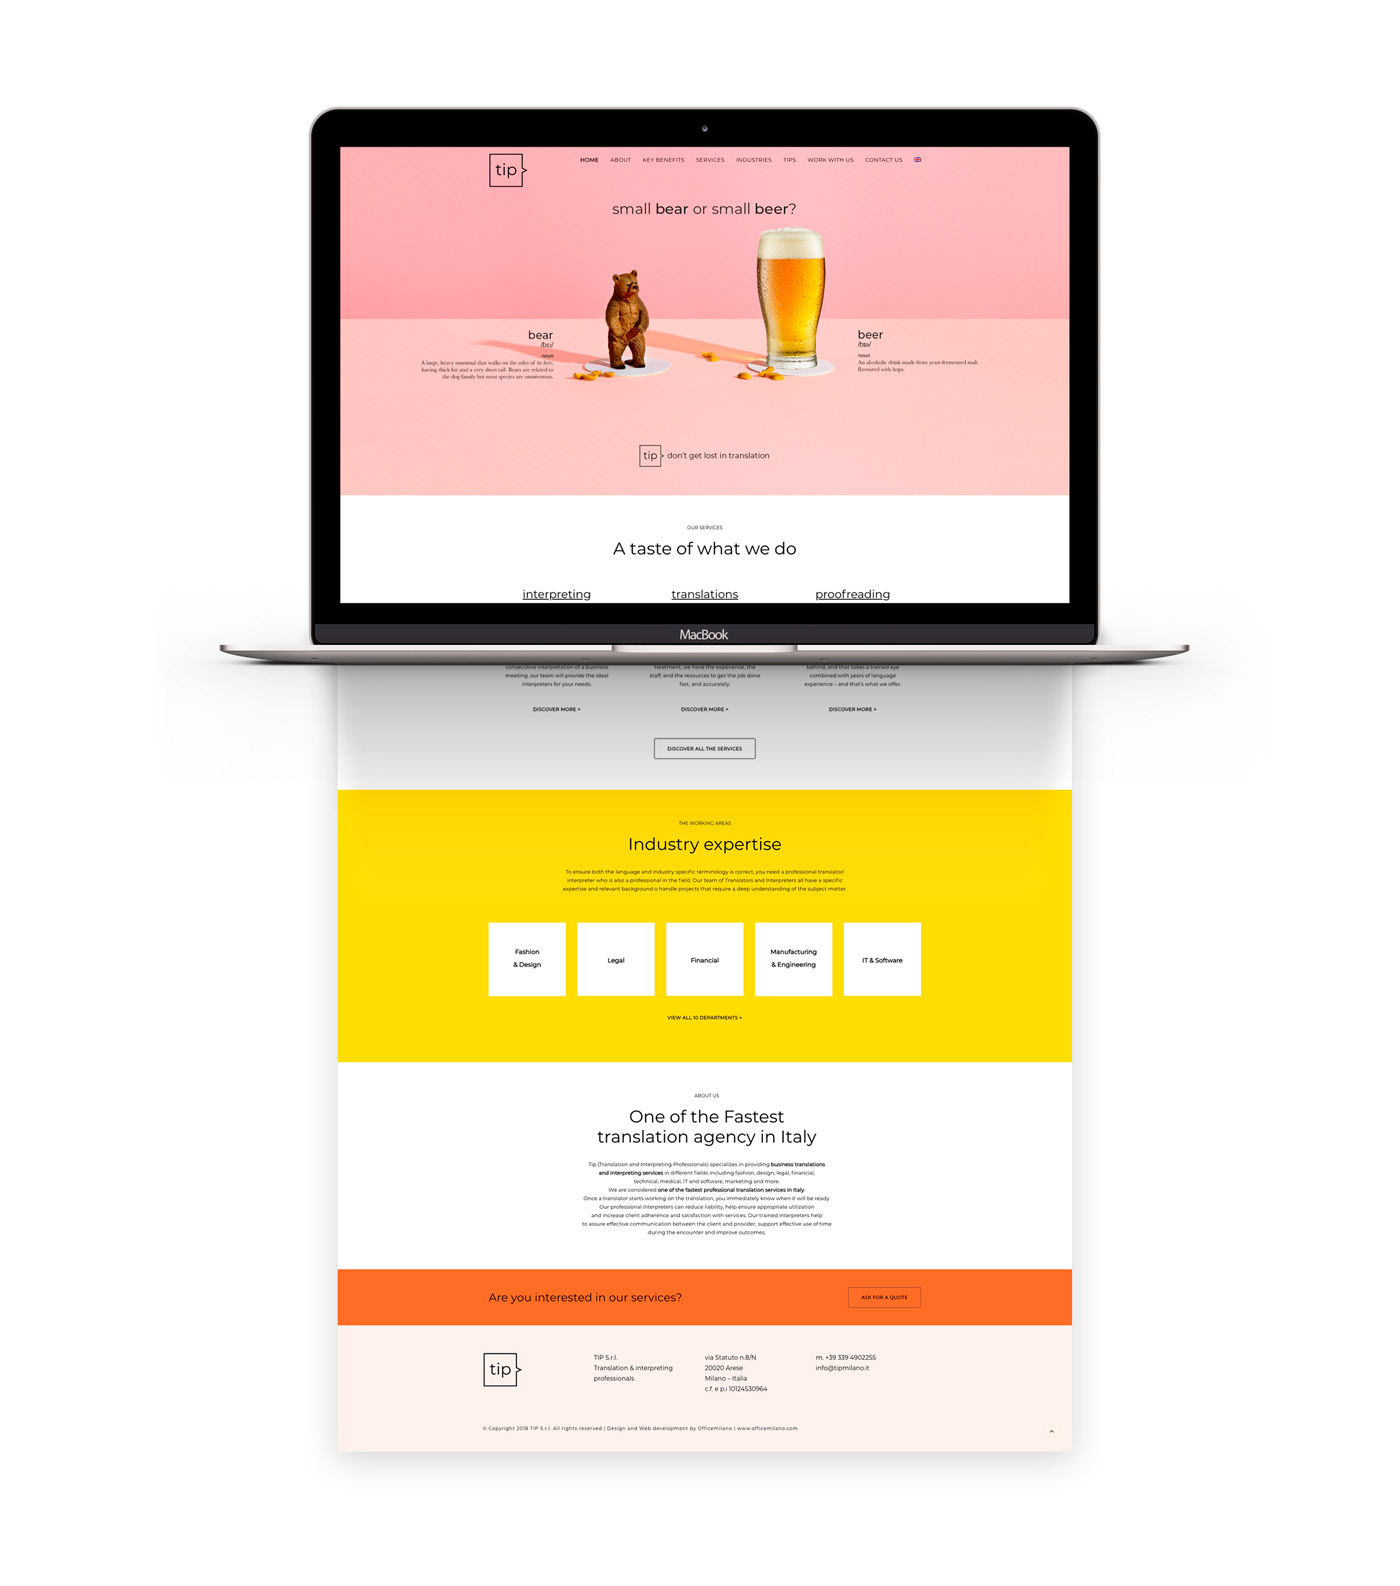 tip
HOME ABOUT KEY BENEFITS SERVICES INDUSTRIES TIPS WORK WITH US CONTACT US
small bear or small beer?
bear
noun
A large, heavy mammal that walks on the soles of its feet,
having thick fur and a very short tail. Bears are related to
the dog family but most species are omnivorous.
beer
noun
An alcoholic drink made from yeast-fermented malt
flavoured with hops.
tip don't get lost in translation
OUR SERVICES
A taste of what we do
interpreting translations proofreading
MacBook
consecutive interpretation of a business
meeting, our team will provide the ideal
interpreters for your needs.
DISCOVER MORE >
treatment, we have the experience, the
staff, and the resources to get the job done
fast, and accurately.
DISCOVER MORE >
behind, and that takes a trained eye
combined with years of language
experience – and that's what we offer.
DISCOVER MORE >
DISCOVER ALL THE SERVICES
THE WORKING AREAS
Industry expertise
To ensure both the language and industry specific terminology is correct, you need a professional translator/
interpreter who is also a professional in the field. Our team of Translators and Interpreters all have a specific
expertise and relevant background o handle projects that require a deep understanding of the subject matter.
Fashion
& Design
Legal
Financial
Manufacturing
& Engineering
IT & Software
VIEW ALL 10 DEPARTMENTS >
ABOUT US
One of the Fastest
translation agency in Italy
Tip (Translation and Interpreting Professionals) specializes in providing business translations
and interpreting services in different fields including fashion, design, legal, financial,
technical, medical, IT and software, marketing and more.
We are considered one of the fastest professional translation services in Italy.
Once a translator starts working on the translation, you immediately know when it will be ready.
Our professional interpreters can reduce liability, help ensure appropriate utilization
and increase client adherence and satisfaction with services. Our trained interpreters help
to assure effective communication between the client and provider, support effective use of time
during the encounter and improve outcomes.
Are you interested in our services?
ASK FOR A QUOTE
tip
TIP S.r.l.
Translation & interpreting
professionals
via Statuto n.8/N
20020 Arese
Milano – Italia
c.f. e p.i 10124530964
m. +39 339 4902255
info@tipmilano.it
© Copyright 2018 TIP S.r.l. All rights reserved | Design and Web development by Officemilano | www.officemilano.com